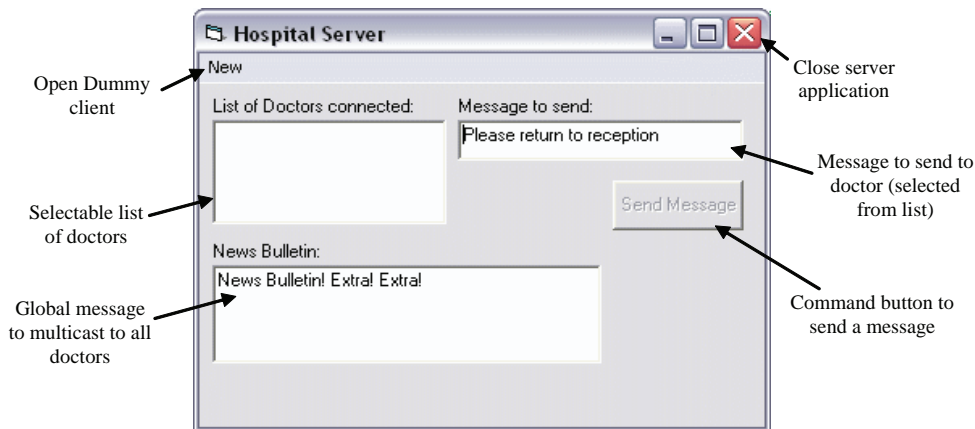 Hospital Server
New
Open Dummy
client
Close server
application
List of Doctors connected:
Message to send:
Please return to reception
Message to send to
doctor (selected
from list)
Selectable list
of doctors
Send Message
News Bulletin:
News Bulletin! Extra! Extra!
Global message
to multicast to all
doctors
Command button to
send a message